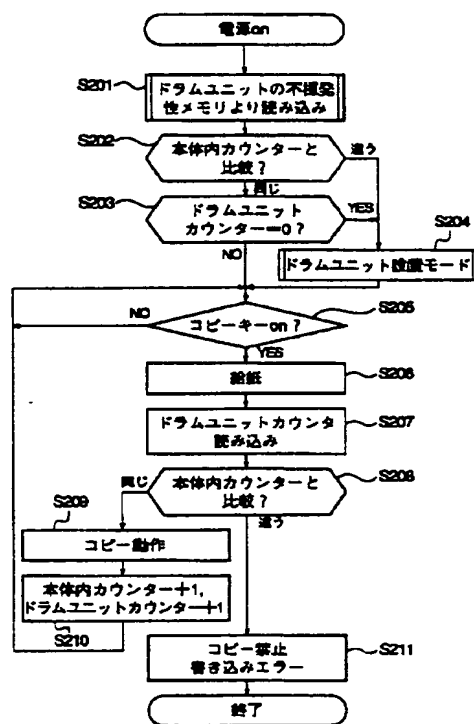 電源on
S201
ドラムユニットの不揮発
性メモリより読み込み
S202
本体内カウンターと
比較?
違う
同じ
S203
ドラムユニット
カウンター=0?
YES
S204
NO
ドラムユニット設置モード
NO
コピーキーon?
S205
YES
給紙
S206
ドラムユニットカウンタ
読み込み
S207
本体内カウンターと
比較?
S208
同じ
違う
S209
コピー動作
本体内カウンター+1,
ドラムユニットカウンター+1
S210
コピー禁止
書き込みエラー
S211
終了